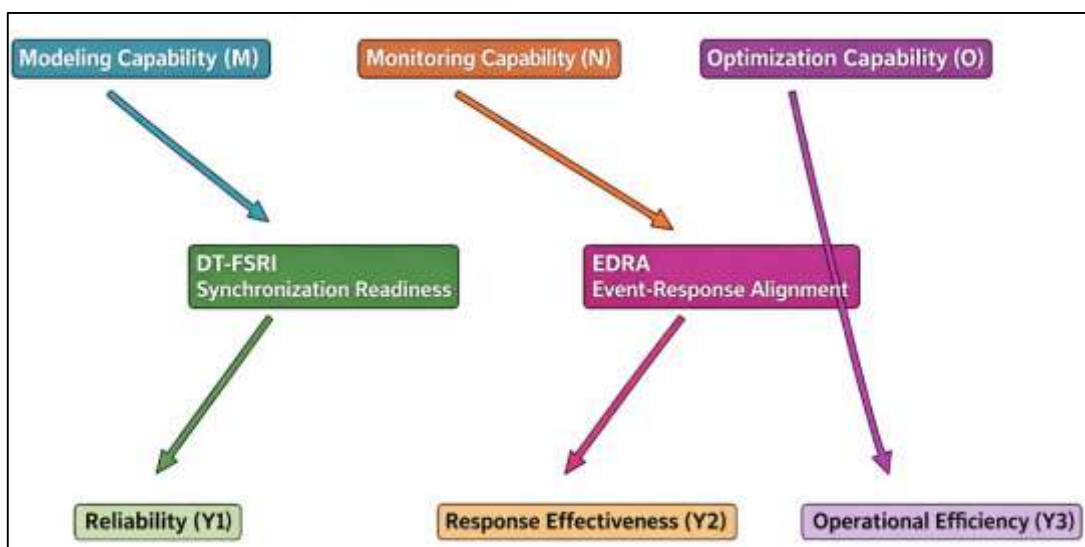 Modeling Capability (M)
Monitoring Capability (N)
Optimization Capability (O)
DT-FSRI
Synchronization Readiness
EDRA
Event-Response Alignment
Reliability (Y1)
Response Effectiveness (Y2)
Operational Efficiency (Y3)